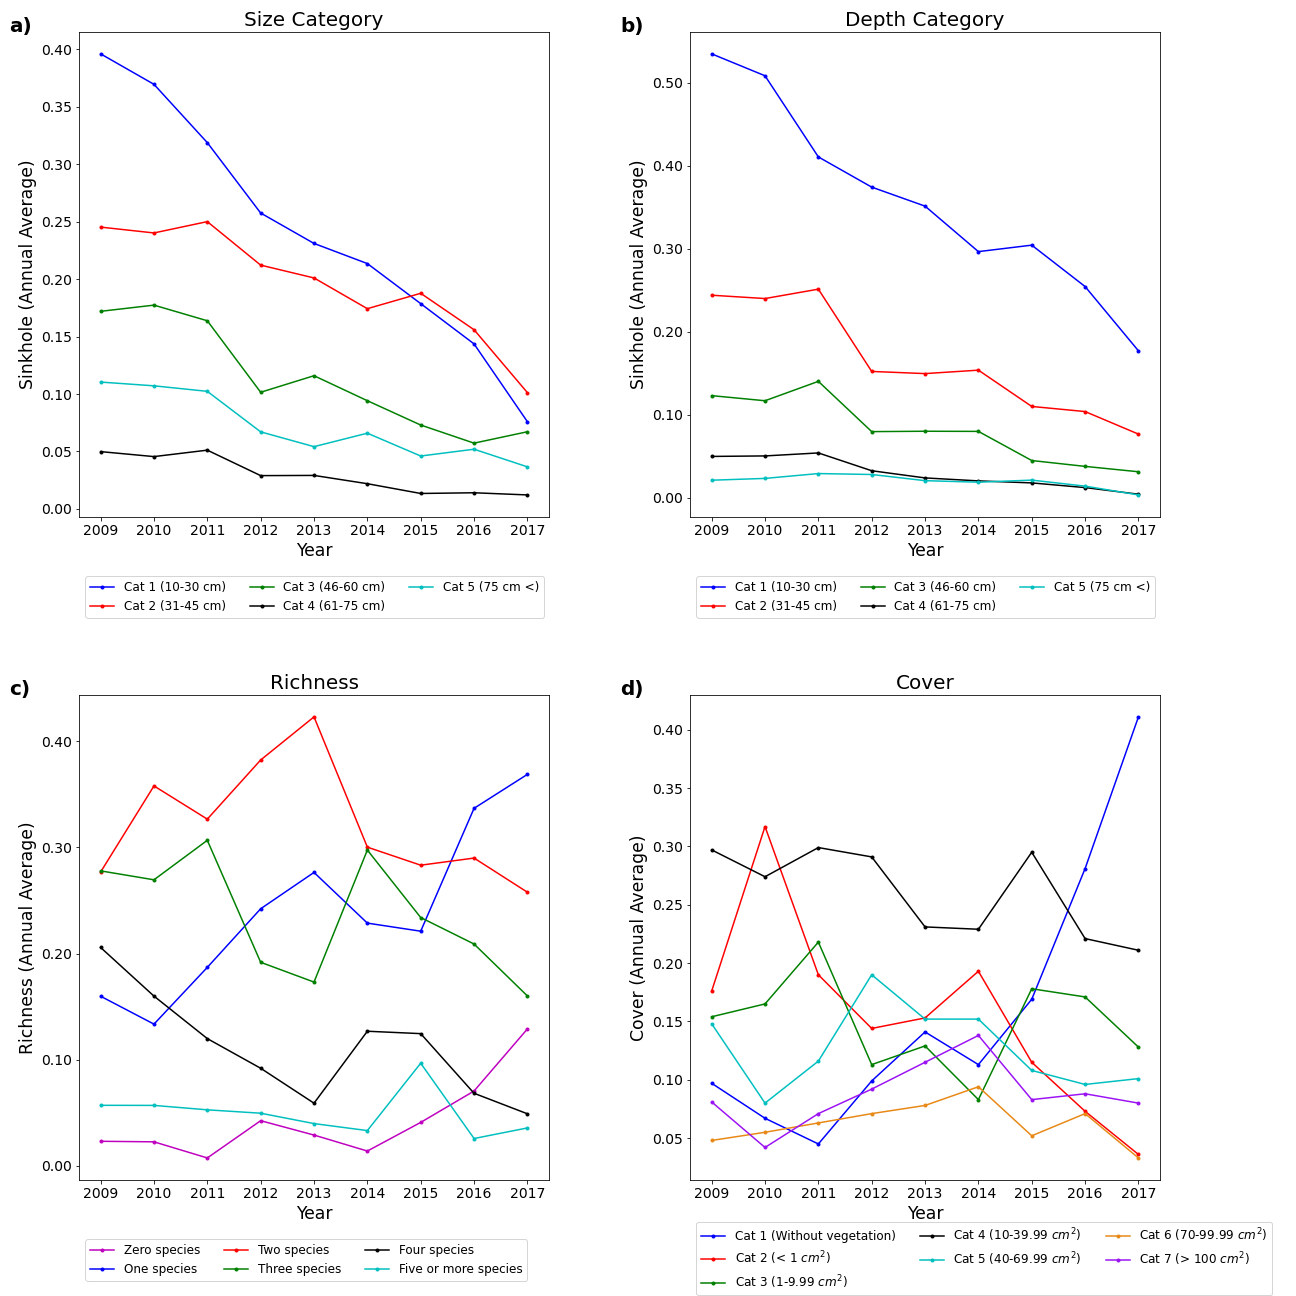 a)
Size Category
Sinkhole (Annual Average)
0.40
0.35
0.30
0.25
0.20
0.15
0.10
0.05
0.00
2009 2010 2011 2012 2013 2014 2015 2016 2017
Year
Cat 1 (10-30 cm) Cat 3 (46-60 cm) Cat 5 (75 cm <)
Cat 2 (31-45 cm) Cat 4 (61-75 cm)
b)
Depth Category
Sinkhole (Annual Average)
0.50
0.40
0.30
0.20
0.10
0.00
2009 2010 2011 2012 2013 2014 2015 2016 2017
Year
Cat 1 (10-30 cm) Cat 3 (46-60 cm) Cat 5 (75 cm <)
Cat 2 (31-45 cm) Cat 4 (61-75 cm)
c)
Richness
Richness (Annual Average)
0.40
0.30
0.20
0.10
0.00
2009 2010 2011 2012 2013 2014 2015 2016 2017
Year
Zero species Two species Four species
One species Three species Five or more species
d)
Cover
Cover (Annual Average)
0.40
0.35
0.30
0.25
0.20
0.15
0.10
0.05
2009 2010 2011 2012 2013 2014 2015 2016 2017
Year
Cat 1 (Without vegetation) Cat 4 (10-39.99 cm²) Cat 6 (70-99.99 cm²)
Cat 2 (< 1 cm²) Cat 5 (40-69.99 cm²) Cat 7 (> 100 cm²)
Cat 3 (1-9.99 cm²)